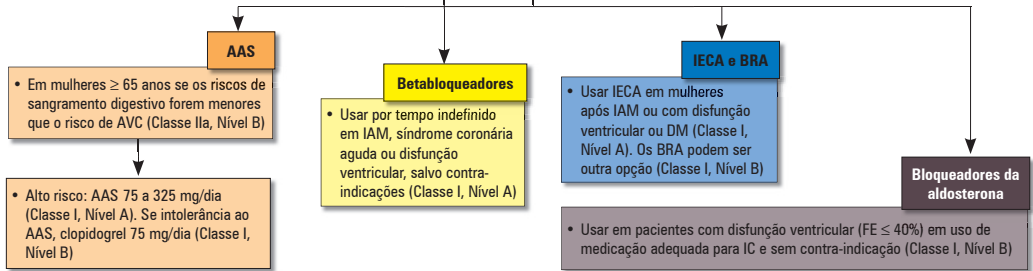 AAS
• Em mulheres ≥ 65 anos se os riscos de
sangramento digestivo forem menores
que o risco de AVC (Classe IIa, Nível B)
• Alto risco: AAS 75 a 325 mg/dia
(Classe I, Nível A). Se intolerância ao
AAS, clopidogrel 75 mg/dia (Classe I,
Nível B)
Betabloqueadores
• Usar por tempo indefinido
em IAM, síndrome coronária
aguda ou disfunção
ventricular, salvo contra-
indicações (Classe I, Nível A)
IECA e BRA
• Usar IECA em mulheres
após IAM ou com disfunção
ventricular ou DM (Classe I,
Nível A). Os BRA podem ser
outra opção (Classe I, Nível B)
Bloqueadores da
aldosterona
• Usar em pacientes com disfunção ventricular (FE ≤ 40%) em uso de
medicação adequada para IC e sem contra-indicação (Classe I, Nível B)